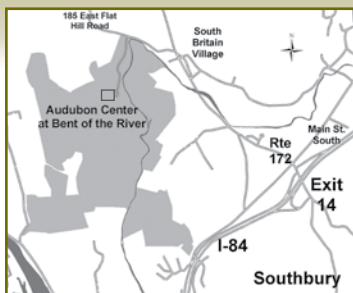 185 East Flat
Hill Road
South
Britain
Village
Audubon Center
at Bent of the River
Main St.
South
Rte
172
Exit
14
I-84
Southbury